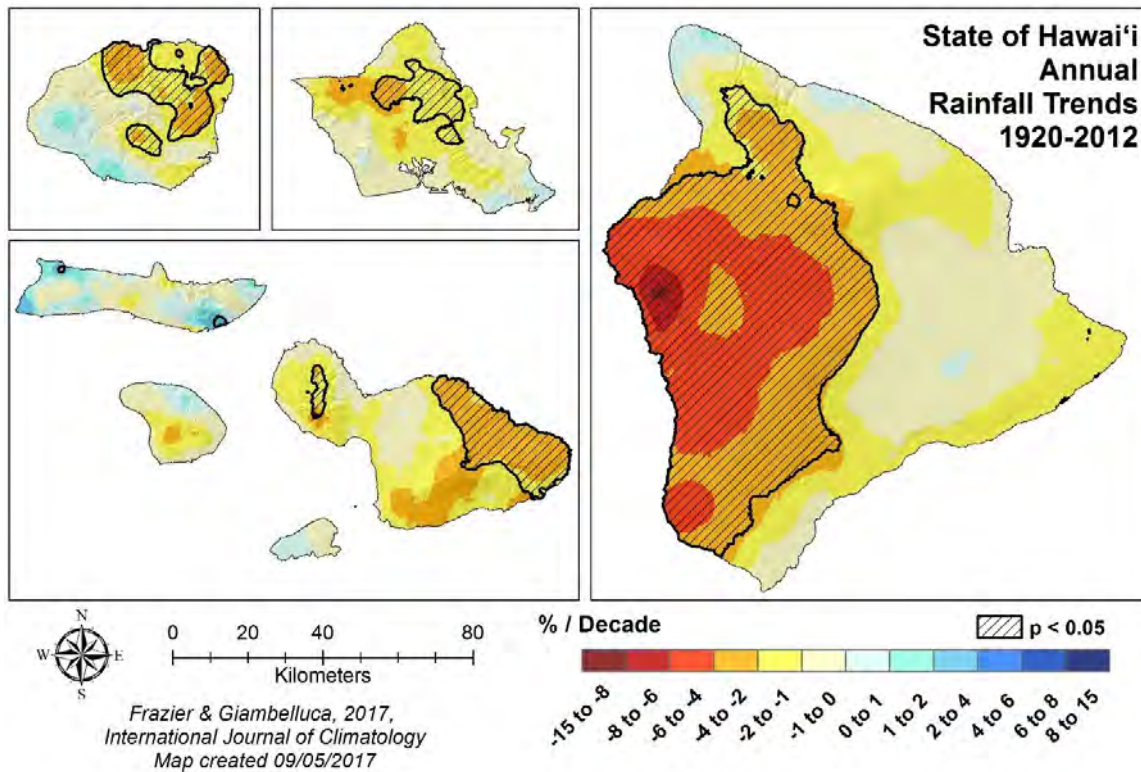 State of Hawai‘i
Annual
Rainfall Trends
1920-2012
N
W E
S
0 20 40 80
Kilometers
Frazier & Giambelluca, 2017,
International Journal of Climatology
Map created 09/05/2017
% / Decade
p < 0.05
-15 to -8
-8 to -6
-6 to -4
-4 to -2
-2 to -1
-1 to 0
0 to 1
1 to 2
2 to 4
4 to 6
6 to 8
8 to 15